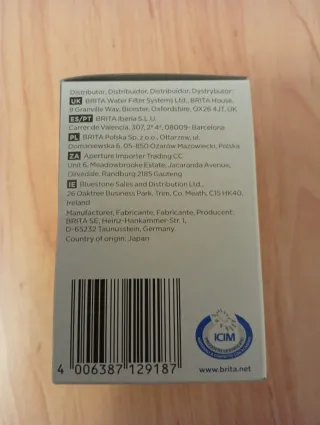 Distributor, Distribuidor, Distribuidor, Dystrybutor:
UK BRITA Water Filter Systems Ltd., BRITA House,
9 Granville Way, Bicester, Oxfordshire, OX26 4JT, UK
ES/PT BRITA Iberia S.L.U.
Carrer de València, 307, 2º 4ª, 08009-Barcelona
PL BRITA Polska Sp. z o.o., Ołtarzew, ul.
Domaniewska 6, 05-850 Ożarów Mazowiecki, Polska
ZA Aperture Importer Trading CC
Unit 6, Meadowbrooke Estate, Jacaranda Avenue,
Olivedale, Randburg 2185 Gauteng
IE Bluestone Sales and Distribution Ltd.,
26 Oaktree Business Park, Trim, Co. Meath, C15 HK40,
Ireland
Manufacturer, Fabricante, Fabricante, Producent:
BRITA SE, Heinz-Hankammer-Str. 1,
D-65232 Taunusstein, Germany
Country of origin: Japan
ICIM
4 006387 129187
www.brita.net